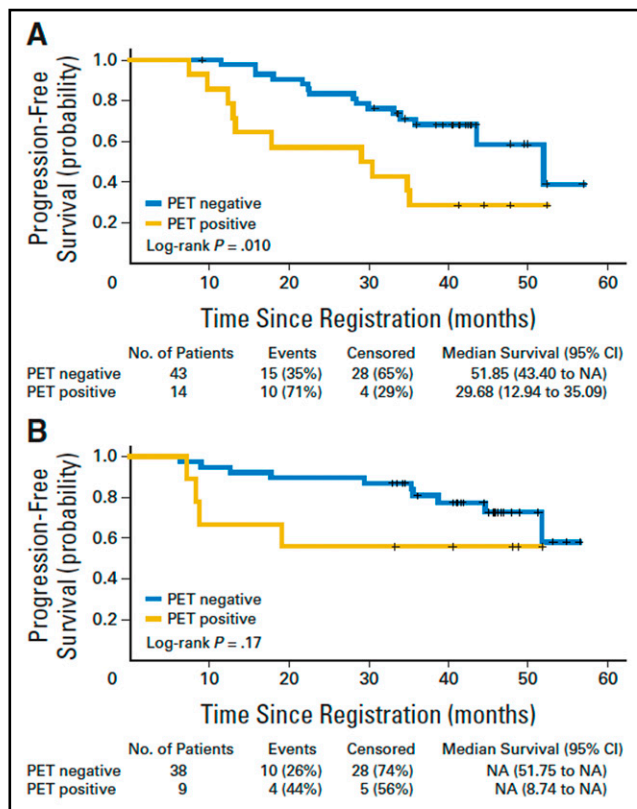 A
Progression-Free
Survival (probability)
1.0
0.8
0.6
0.4
0.2
PET negative
PET positive
Log-rank P = .010
0 10 20 30 40 50 60
Time Since Registration (months)
No. of Patients Events Censored Median Survival (95% CI)
PET negative 43 15 (35%) 28 (65%) 51.85 (43.40 to NA)
PET positive 14 10 (71%) 4 (29%) 29.68 (12.94 to 35.09)
B
Progression-Free
Survival (probability)
1.0
0.8
0.6
0.4
0.2
PET negative
PET positive
Log-rank P = .17
0 10 20 30 40 50 60
Time Since Registration (months)
No. of Patients Events Censored Median Survival (95% CI)
PET negative 38 10 (26%) 28 (74%) NA (51.75 to NA)
PET positive 9 4 (44%) 5 (56%) NA (8.74 to NA)